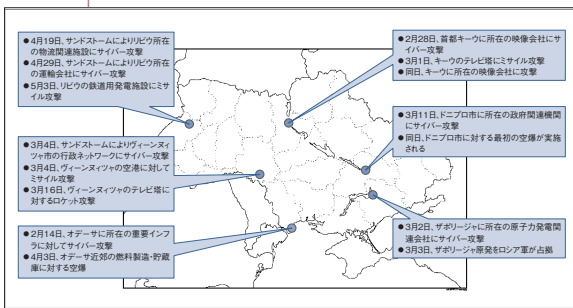 ●4月19日、サンドストームによりリビウ所在
の物流関連施設にサイバー攻撃
●4月29日、サンドストームによりリビウ所在
の運輸会社にサイバー攻撃
●5月3日、リビウの鉄道用発電施設にミサ
イル攻撃
●3月4日、サンドストームによりヴィーンヌィ
ツャ市の行政ネットワークにサイバー攻撃
●3月4日、ヴィーンヌィツャの空港に対して
ミサイル攻撃
●3月16日、ヴィーンヌィツャのテレビ塔に
対するロケット攻撃
●2月14日、オデーサに所在の重要インフ
ラに対してサイバー攻撃
●4月3日、オデーサ近郊の燃料製造・貯蔵
庫に対する空爆
●2月28日、首都キーウに所在の映像会社にサ
イバー攻撃
●3月1日、キーウのテレビ塔にミサイル攻撃
●同日、キーウに所在の映像会社に攻撃
●3月11日、ドニプロ市に所在の政府関連機関
にサイバー攻撃
●同日、ドニプロ市に対する最初の空爆が実施
される
●3月2日、ザポリージャに所在の原子力発電関
連会社にサイバー攻撃
●3月3日、ザポリージャ原発をロシア軍が占拠